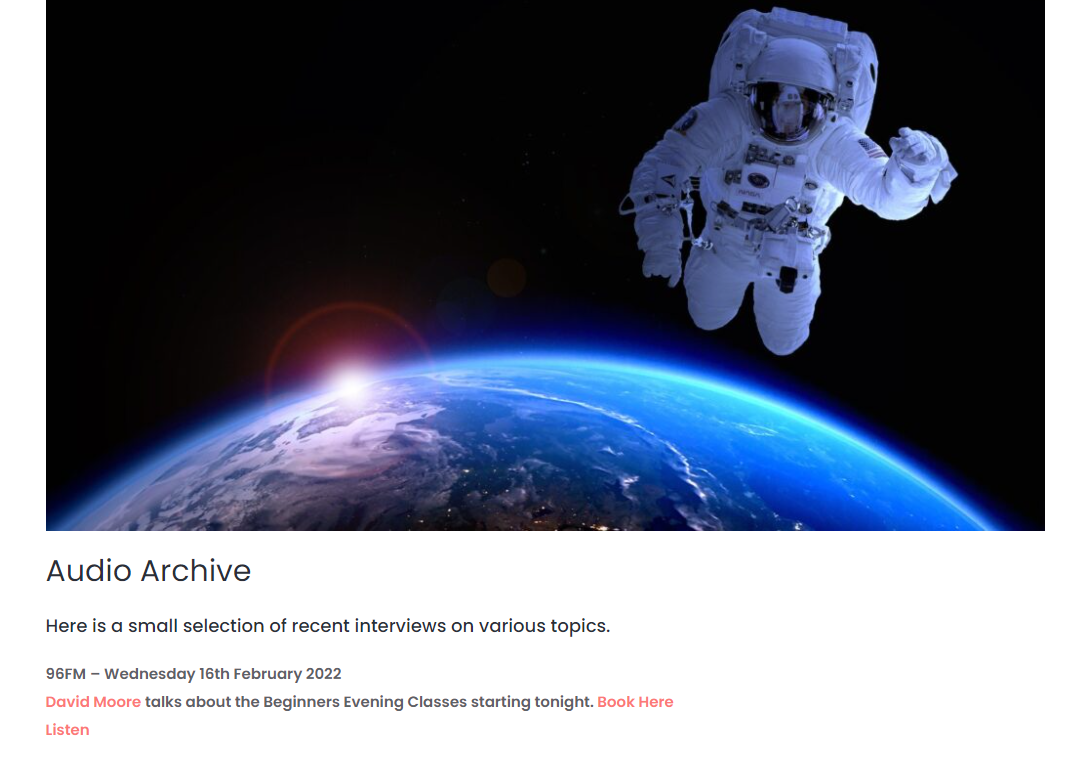 Audio Archive
Here is a small selection of recent interviews on various topics.
96FM – Wednesday 16th February 2022
David Moore talks about the Beginners Evening Classes starting tonight. Book Here
Listen